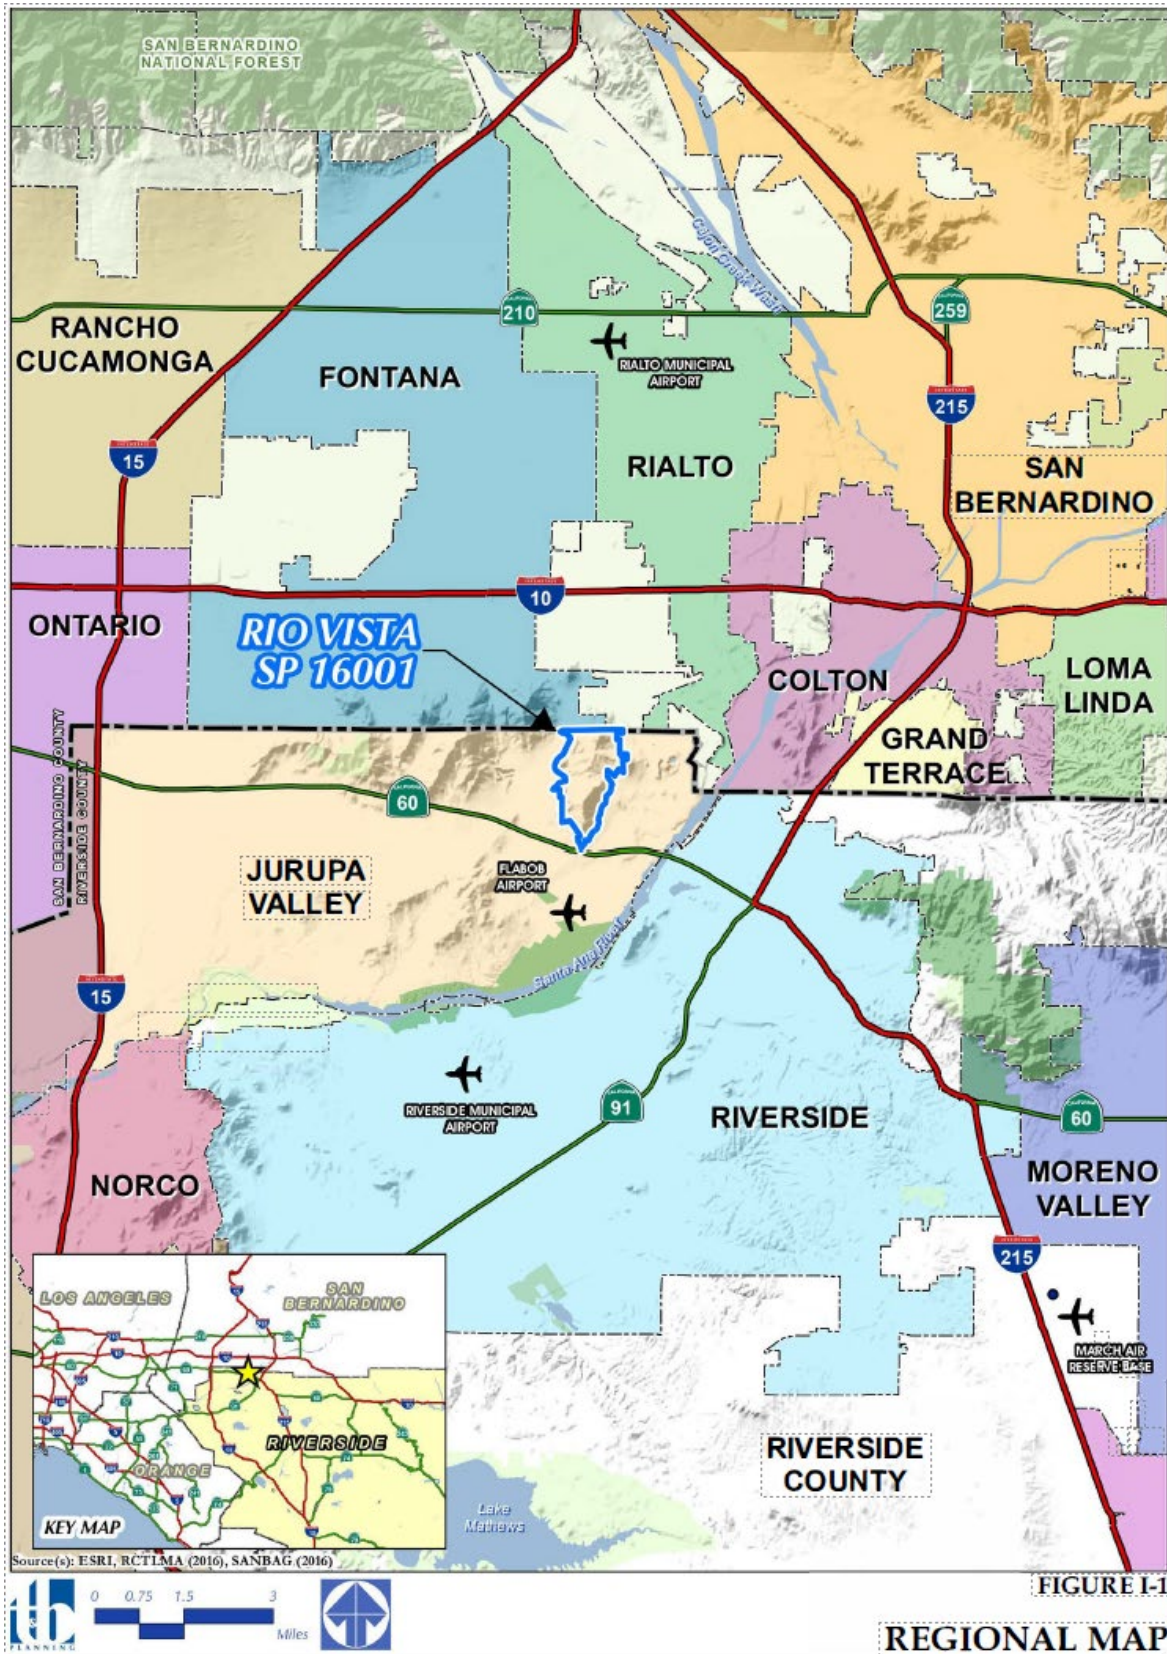 SAN BERNARDINO
NATIONAL FOREST
Cajon Creek Wash
210
259
RANCHO
CUCAMONGA
FONTANA
RIALTO MUNICIPAL
AIRPORT
215
15
RIALTO
SAN
BERNARDINO
10
ONTARIO
RIO VISTA
SP 16001
COLTON
LOMA
LINDA
GRAND
TERRACE
SAN BERNARDINO COUNTY
RIVERSIDE COUNTY
60
JURUPA
VALLEY
FLABOB
AIRPORT
Santa Ana River
15
RIVERSIDE MUNICIPAL
AIRPORT
91
RIVERSIDE
60
NORCO
MORENO
VALLEY
215
MARCH AIR
RESERVE BASE
LOS ANGELES
SAN
BERNARDINO
RIVERSIDE
ORANGE
KEY MAP
RIVERSIDE
COUNTY
Lake
Mathews
Source(s): ESRI, RCTLMA (2016), SANBAG (2016)
FIGURE I-1
t&b
PLANNING
0 0.75 1.5 3
Miles
REGIONAL MAP